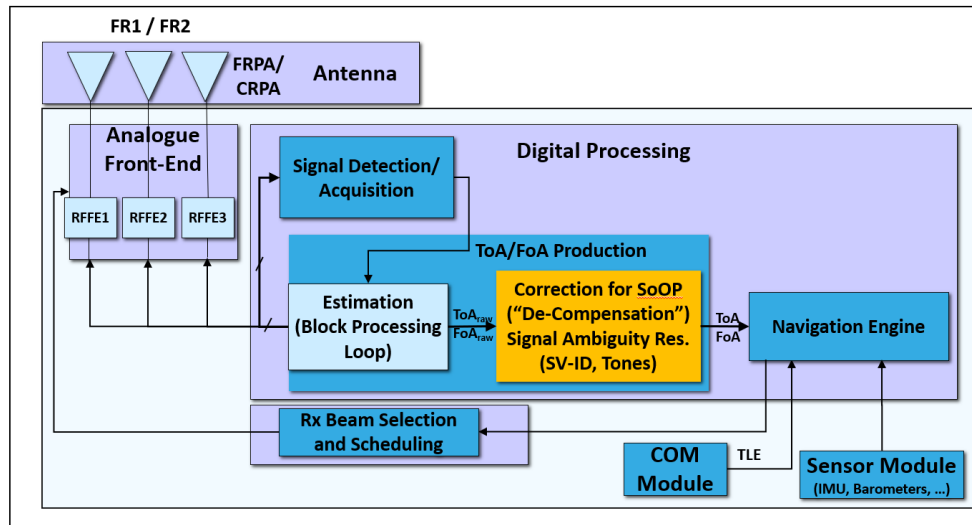 FR1 / FR2
FRPA/
CRPA
Antenna
Analogue
Front-End
RFFE1
RFFE2
RFFE3
Digital Processing
Signal Detection/
Acquisition
ToA/FoA Production
Estimation
(Block Processing
Loop)
ToAraw
FoAraw
Correction for SoOP
(“De-Compensation”)
Signal Ambiguity Res.
(SV-ID, Tones)
ToA
FoA
Navigation Engine
Rx Beam Selection
and Scheduling
COM
Module
TLE
Sensor Module
(IMU, Barometers, …)